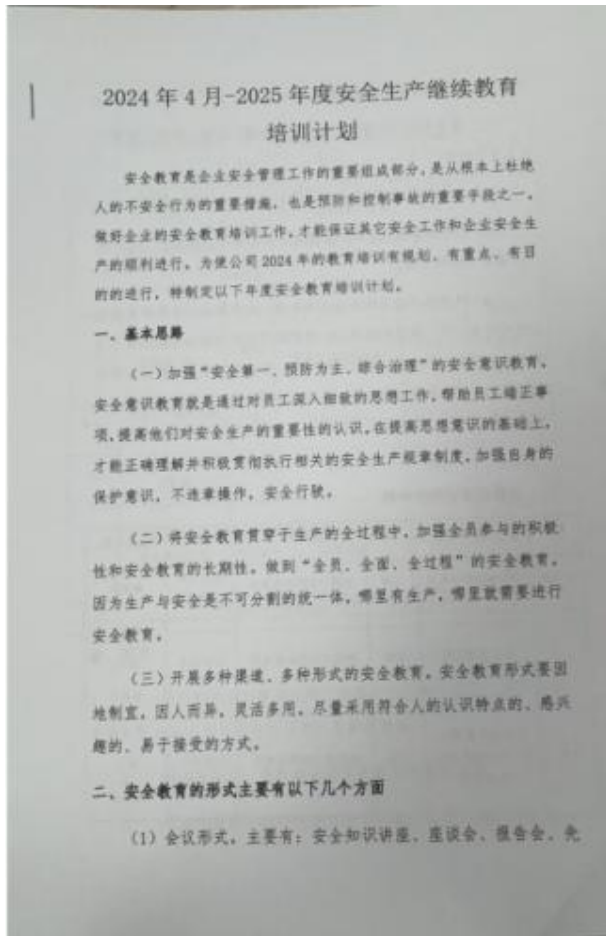 2024 年 4 月-2025 年度安全生产继续教育
培训计划
安全教育是企业安全管理工作的重要组成部分，是从根本上杜绝
人的不安全行为的重要措施，也是预防和控制事故的重要手段之一。
做好企业的安全教育培训工作，才能保证其它安全工作和企业安全生
产的顺利进行。为使公司 2024 年的教育培训有规划、有重点、有目
的的进行，特制定以下年度安全教育培训计划。
一、基本思路
（一）加强“安全第一、预防为主、综合治理”的安全意识教育。
安全意识教育就是通过对员工深入细致的思想工作，帮助员工端正事
项，提高他们对安全生产的重要性的认识。在提高思想意识的基础上，
才能正确理解并积极贯彻执行相关的安全生产规章制度，加强自身的
保护意识，不违章操作，安全行驶。
（二）将安全教育贯穿于生产的全过程中，加强全员参与的积极
性和安全教育的长期性。做到“全员、全面、全过程”的安全教育。
因为生产与安全是不可分割的统一体，哪里有生产，哪里就需要进行
安全教育。
（三）开展多种渠道、多种形式的安全教育。安全教育形式要因
地制宜，因人而异，灵活多用，尽量采用符合人的认识特点的、感兴
趣的、易于接受的方式。
二、安全教育的形式主要有以下几个方面
（1）会议形式。主要有：安全知识讲座、座谈会、报告会、先